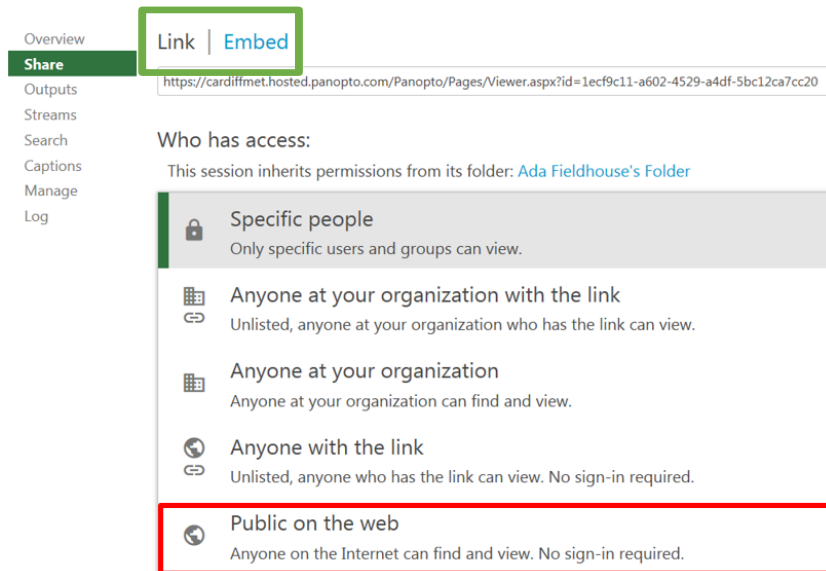 Overview
Share
Outputs
Streams
Search
Captions
Manage
Log
Link | Embed
https://cardiffmet.hosted.panopto.com/Panopto/Pages/Viewer.aspx?id=1ecf9c11-a602-4529-a4df-5bc12ca7cc20
Who has access:
This session inherits permissions from its folder: Ada Fieldhouse's Folder
Specific people
Only specific users and groups can view.
Anyone at your organization with the link
Unlisted, anyone at your organization who has the link can view.
Anyone at your organization
Anyone at your organization can find and view.
Anyone with the link
Unlisted, anyone who has the link can view. No sign-in required.
Public on the web
Anyone on the Internet can find and view. No sign-in required.